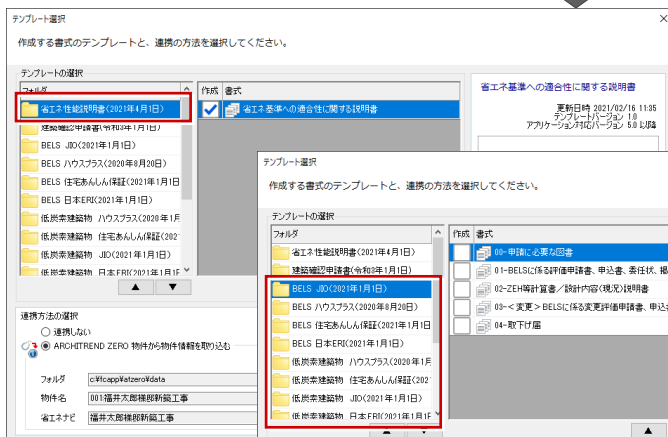 テンプレート選択
作成する書式のテンプレートと、連携の方法を選択してください。
テンプレートの選択
フォルダ
省エネ性能説明書(2021年4月1日)
建築確認申請書(令和3年1月1日)
BELS JIO(2021年1月1日)
BELS ハウスプラス(2020年8月20日)
BELS 住宅あんしん保証(2021年1月1日
BELS 日本ERI(2021年1月1日)
低炭素建築物 ハウスプラス(2020年1月
低炭素建築物 住宅あんしん保証(202
低炭素建築物 JIO(2021年1月1日)
低炭素建築物 日本ERI(2021年1月1日
作成 書式
省エネ基準への適合性に関する説明書
省エネ基準への適合性に関する説明書
更新日時 2021/02/16 11:35
テンプレートバージョン 1.0
アプリケーション対応バージョン 5.0 以降
連携方法の選択
連携しない
ARCHITREND ZERO 物件から物件情報を取り込む
フォルダ c:¥fcapp¥atzero¥data
物件名 001福井太郎様邸新築工事
省エネナビ 福井太郎様邸新築工事
テンプレート選択
作成する書式のテンプレートと、連携の方法を選択してください。
テンプレートの選択
フォルダ
省エネ性能説明書(2021年4月1日)
建築確認申請書(令和3年1月1日)
BELS JIO(2021年1月1日)
BELS ハウスプラス(2020年8月20日)
BELS 住宅あんしん保証(2021年1月1日
BELS 日本ERI(2021年1月1日)
低炭素建築物 ハウスプラス(2020年1月
低炭素建築物 住宅あんしん保証(202
低炭素建築物 JIO(2021年1月1日)
低炭素建築物 日本ERI(2021年1月1日
作成 書式
00-申請に必要な図書
01-BELSに係る評価申請書、申込書、委任状、掲
02-ZEH等計算書／設計内容(現況)説明書
03-＜変更＞BELSに係る変更評価申請書、申込
04-取下げ届